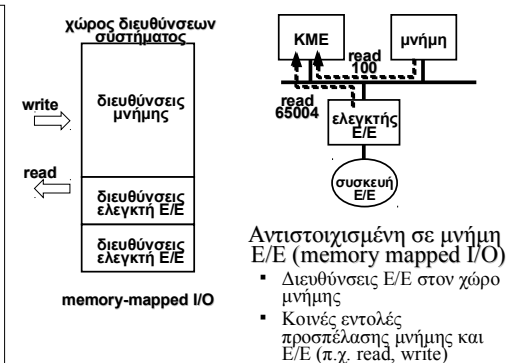 χώρος διευθύνσεων
συστήματος
διευθύνσεις
μνήμης
write
read
διευθύνσεις
ελεγκτή Ε/Ε
διευθύνσεις
ελεγκτή Ε/Ε
memory-mapped I/O
ΚΜΕ
μνήμη
read
100
read
65004
ελεγκτής
Ε/Ε
συσκευή
Ε/Ε
Αντιστοιχισμένη σε μνήμη
Ε/Ε (memory mapped I/O)
▪ Διευθύνσεις Ε/Ε στον χώρο
μνήμης
▪ Κοινές εντολές
προσπέλασης μνήμης και
Ε/Ε (π.χ. read, write)